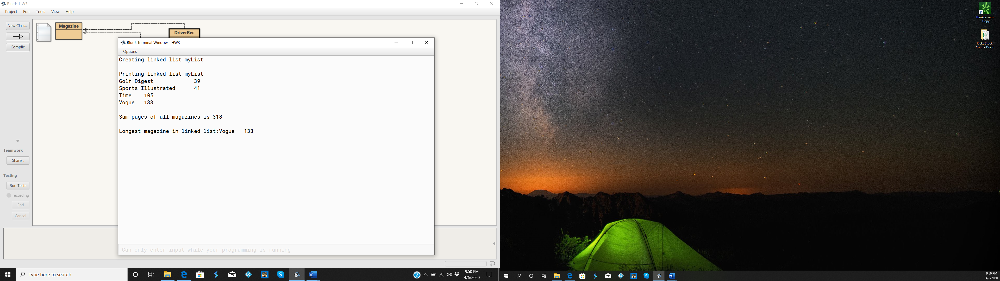 BlueJ: HW3
Project Edit Tools View Help
New Class...
Compile
Magazine
DriverRec
BlueJ: Terminal Window - HW3
Options
Creating linked list myList
Printing linked list myList
Golf Digest 39
Sports Illustrated 41
Time 105
Vogue 133
Sum pages of all magazines is 318
Longest magazine in linked list:Vogue 133
Can only enter input while your programming is running
Teamwork
Share...
Testing
Run Tests
recording
End
Cancel
Type here to search
9:50 PM
4/6/2020
thinkorswim
- Copy
Ricky Stock
Course Doc's
9:50 PM
4/6/2020